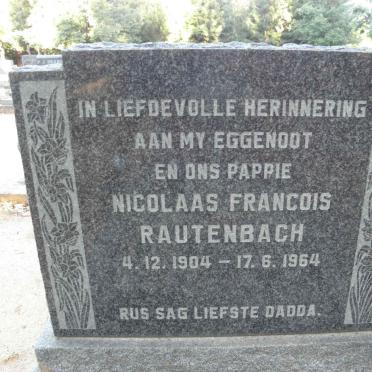 IN LIEFDEVOLLE HERINNERING
AAN MY EGGENOOT
EN ONS PAPPIE
NICOLAAS FRANCOIS
RAUTENBACH
4.12.1904 – 17.6.1964
RUS SAG LIEFSTE DADDA.